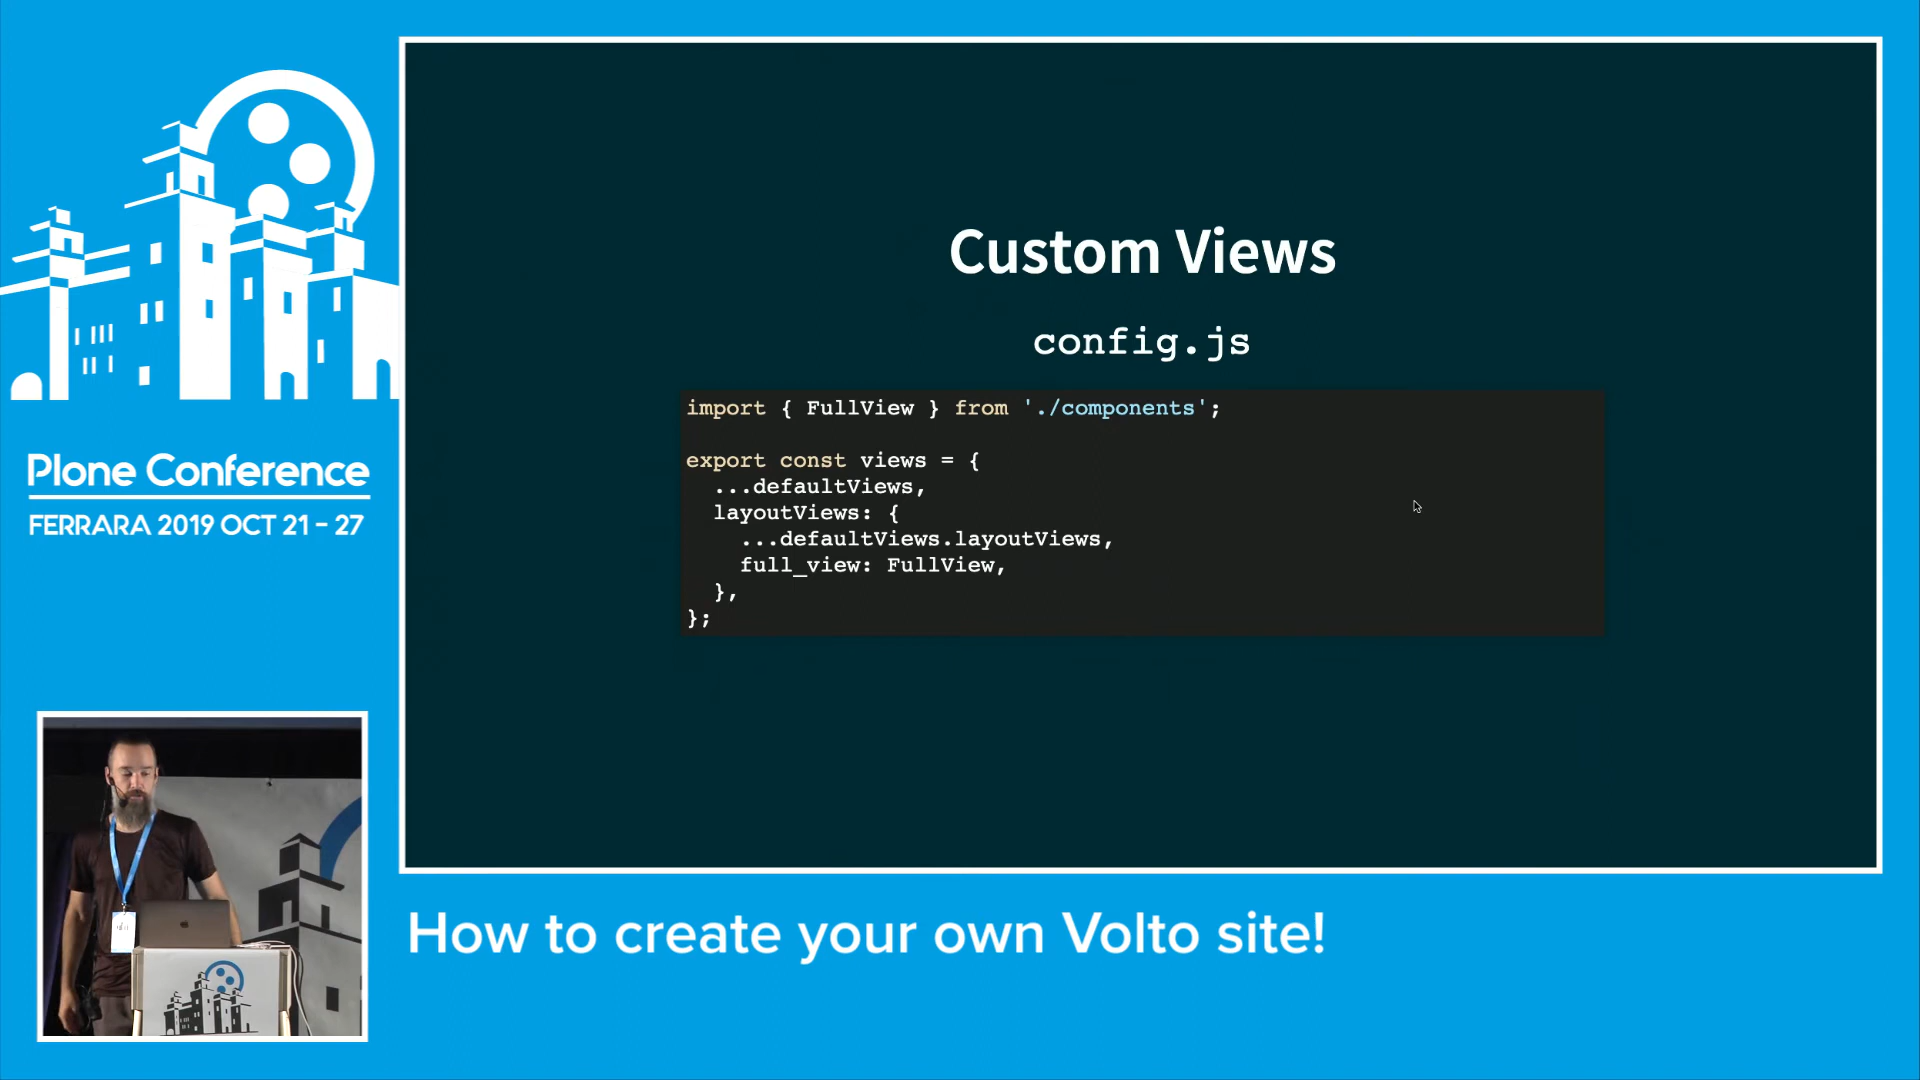 Plone Conference
FERRARA 2019 OCT 21 - 27
Custom Views
config.js
import { FullView } from './components';
export const views = {
  ...defaultViews,
  layoutViews: {
    ...defaultViews.layoutViews,
    full_view: FullView,
  },
};
How to create your own Volto site!